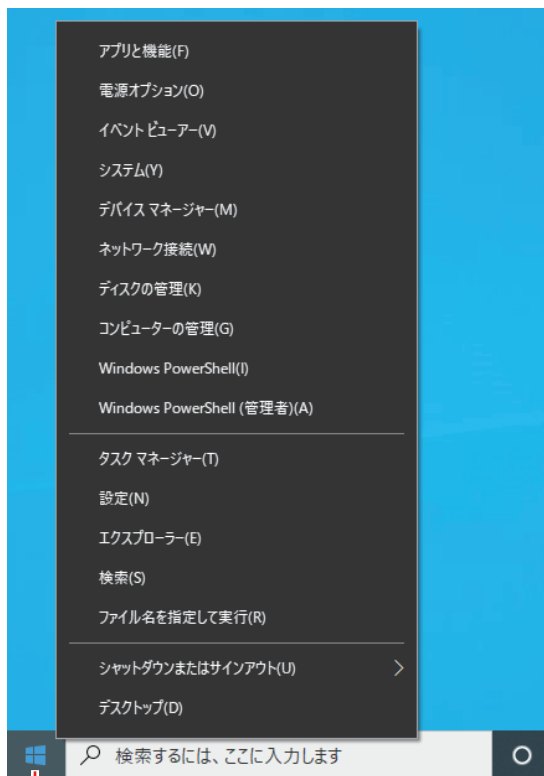 アプリと機能(F)
電源オプション(O)
イベント ビューアー(V)
システム(Y)
デバイス マネージャー(M)
ネットワーク接続(W)
ディスクの管理(K)
コンピューターの管理(G)
Windows PowerShell(I)
Windows PowerShell (管理者)(A)
タスク マネージャー(T)
設定(N)
エクスプローラー(E)
検索(S)
ファイル名を指定して実行(R)
シャットダウンまたはサインアウト(U)
デスクトップ(D)
検索するには、ここに入力します